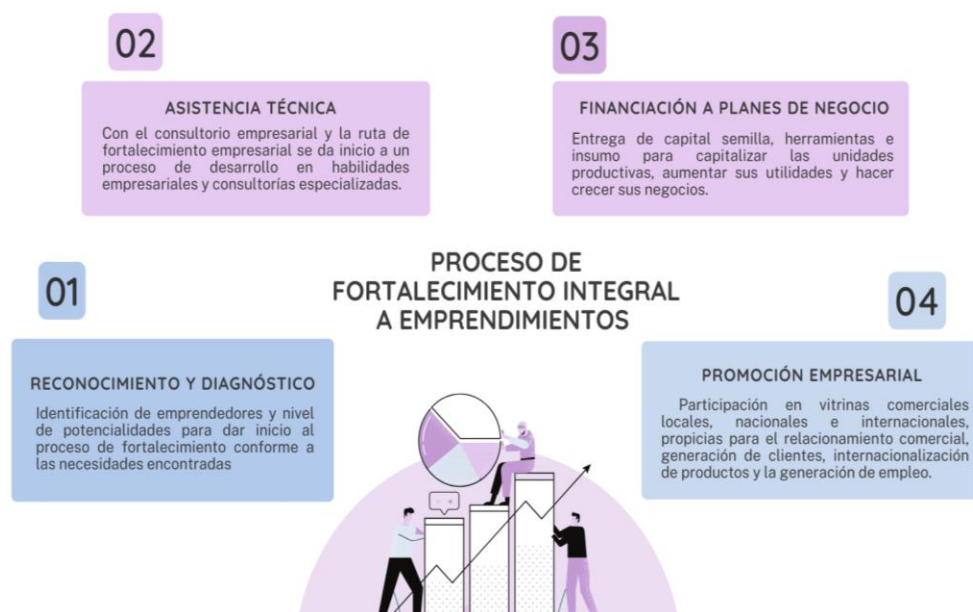 02
ASISTENCIA TÉCNICA
Con el consultorio empresarial y la ruta de
fortalecimiento empresarial se da inicio a un
proceso de desarrollo en habilidades
empresariales y consultorías especializadas.
03
FINANCIACIÓN A PLANES DE NEGOCIO
Entrega de capital semilla, herramientas e
insumo para capitalizar las unidades
productivas, aumentar sus utilidades y hacer
crecer sus negocios.
PROCESO DE
FORTALECIMIENTO INTEGRAL
A EMPRENDIMIENTOS
01
RECONOCIMIENTO Y DIAGNÓSTICO
Identificación de emprendedores y nivel
de potencialidades para dar inicio al
proceso de fortalecimiento conforme a
las necesidades encontradas
04
PROMOCIÓN EMPRESARIAL
Participación en vitrinas comerciales
locales, nacionales e internacionales,
propicias para el relacionamiento comercial,
generación de clientes, internacionalización
de productos y la generación de empleo.